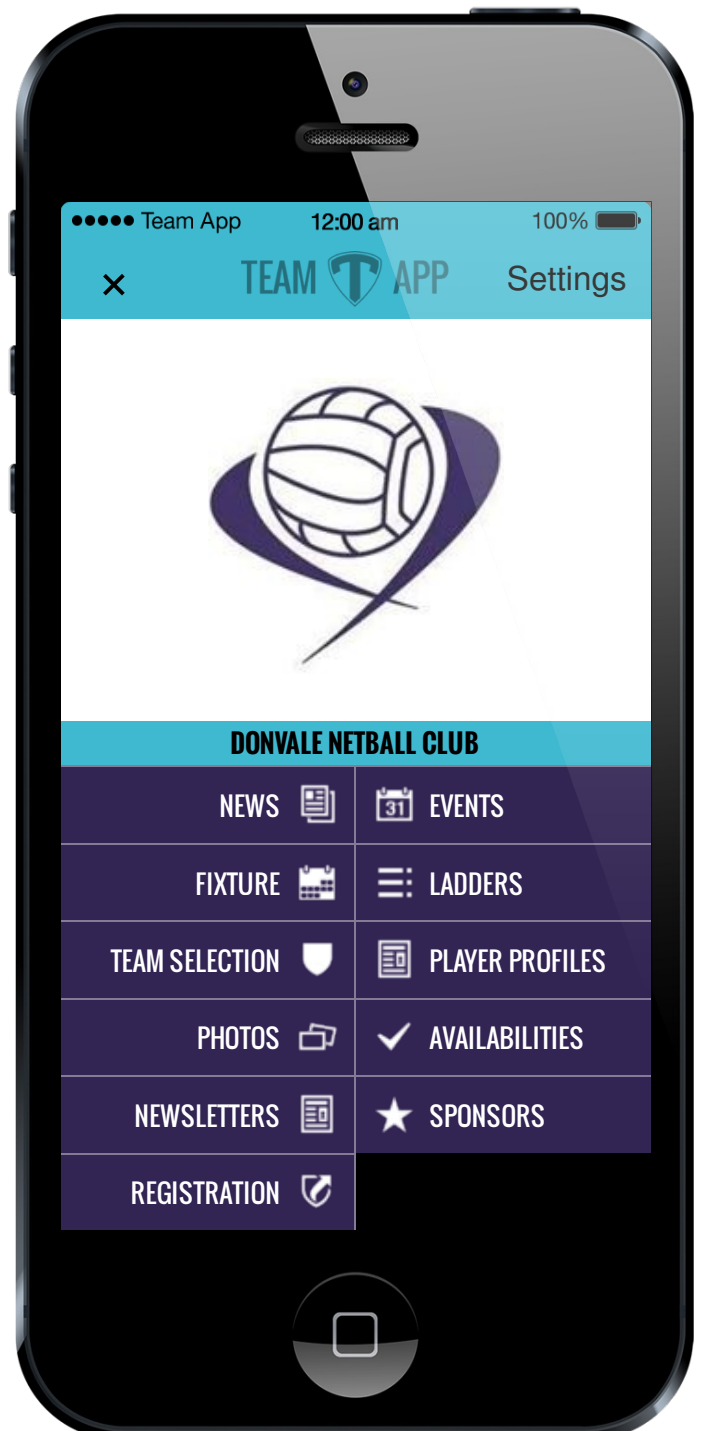 Team App 12:00 am 100%
× TEAM T APP Settings
DONVALE NETBALL CLUB
NEWS 31 EVENTS
FIXTURE LADDERS
TEAM SELECTION PLAYER PROFILES
PHOTOS AVAILABILITIES
NEWSLETTERS SPONSORS
REGISTRATION